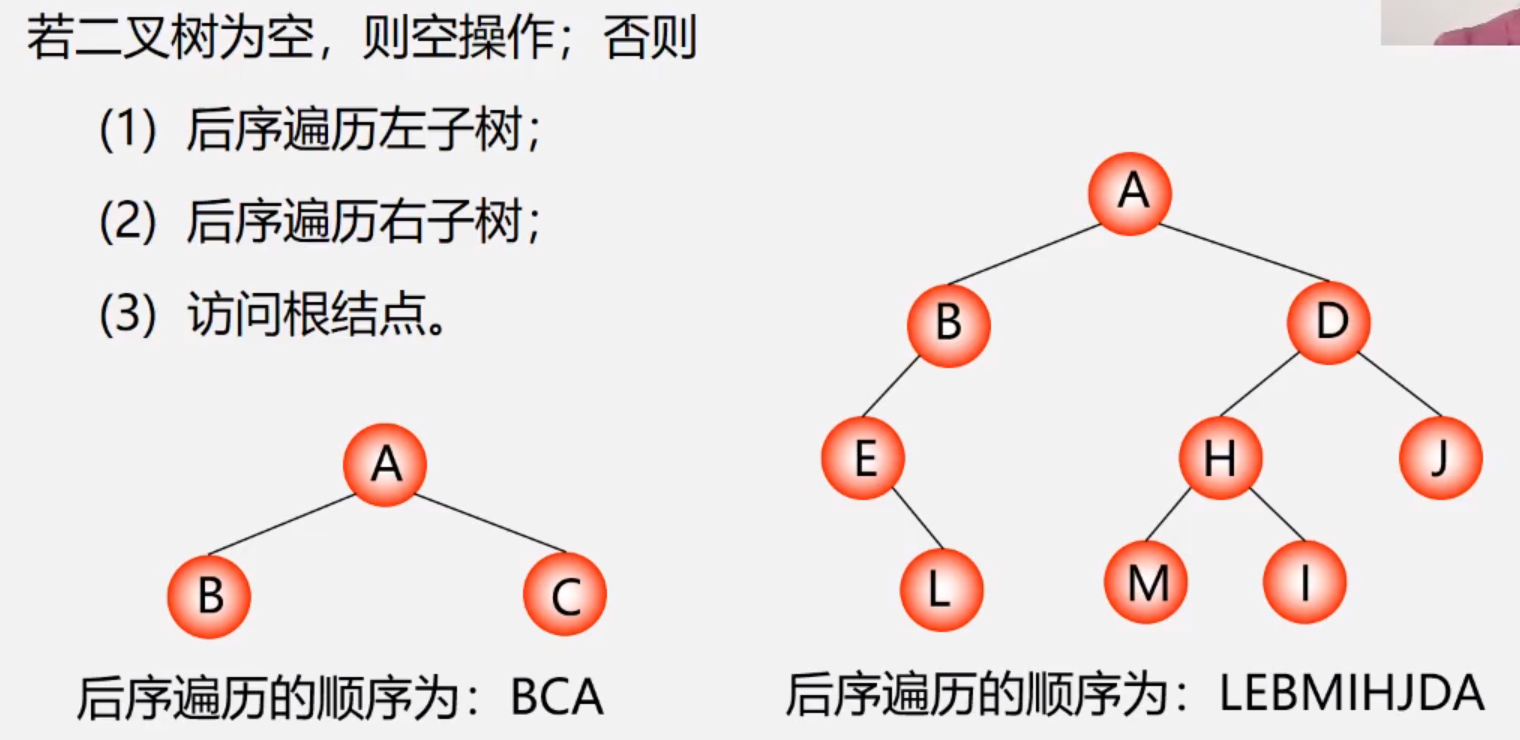 若二叉树为空，则空操作；否则
(1) 后序遍历左子树；
(2) 后序遍历右子树；
(3) 访问根结点。
A
B
C
后序遍历的顺序为：BCA
A
B
D
E
H
J
L
M
I
后序遍历的顺序为：LEBMIHJDA